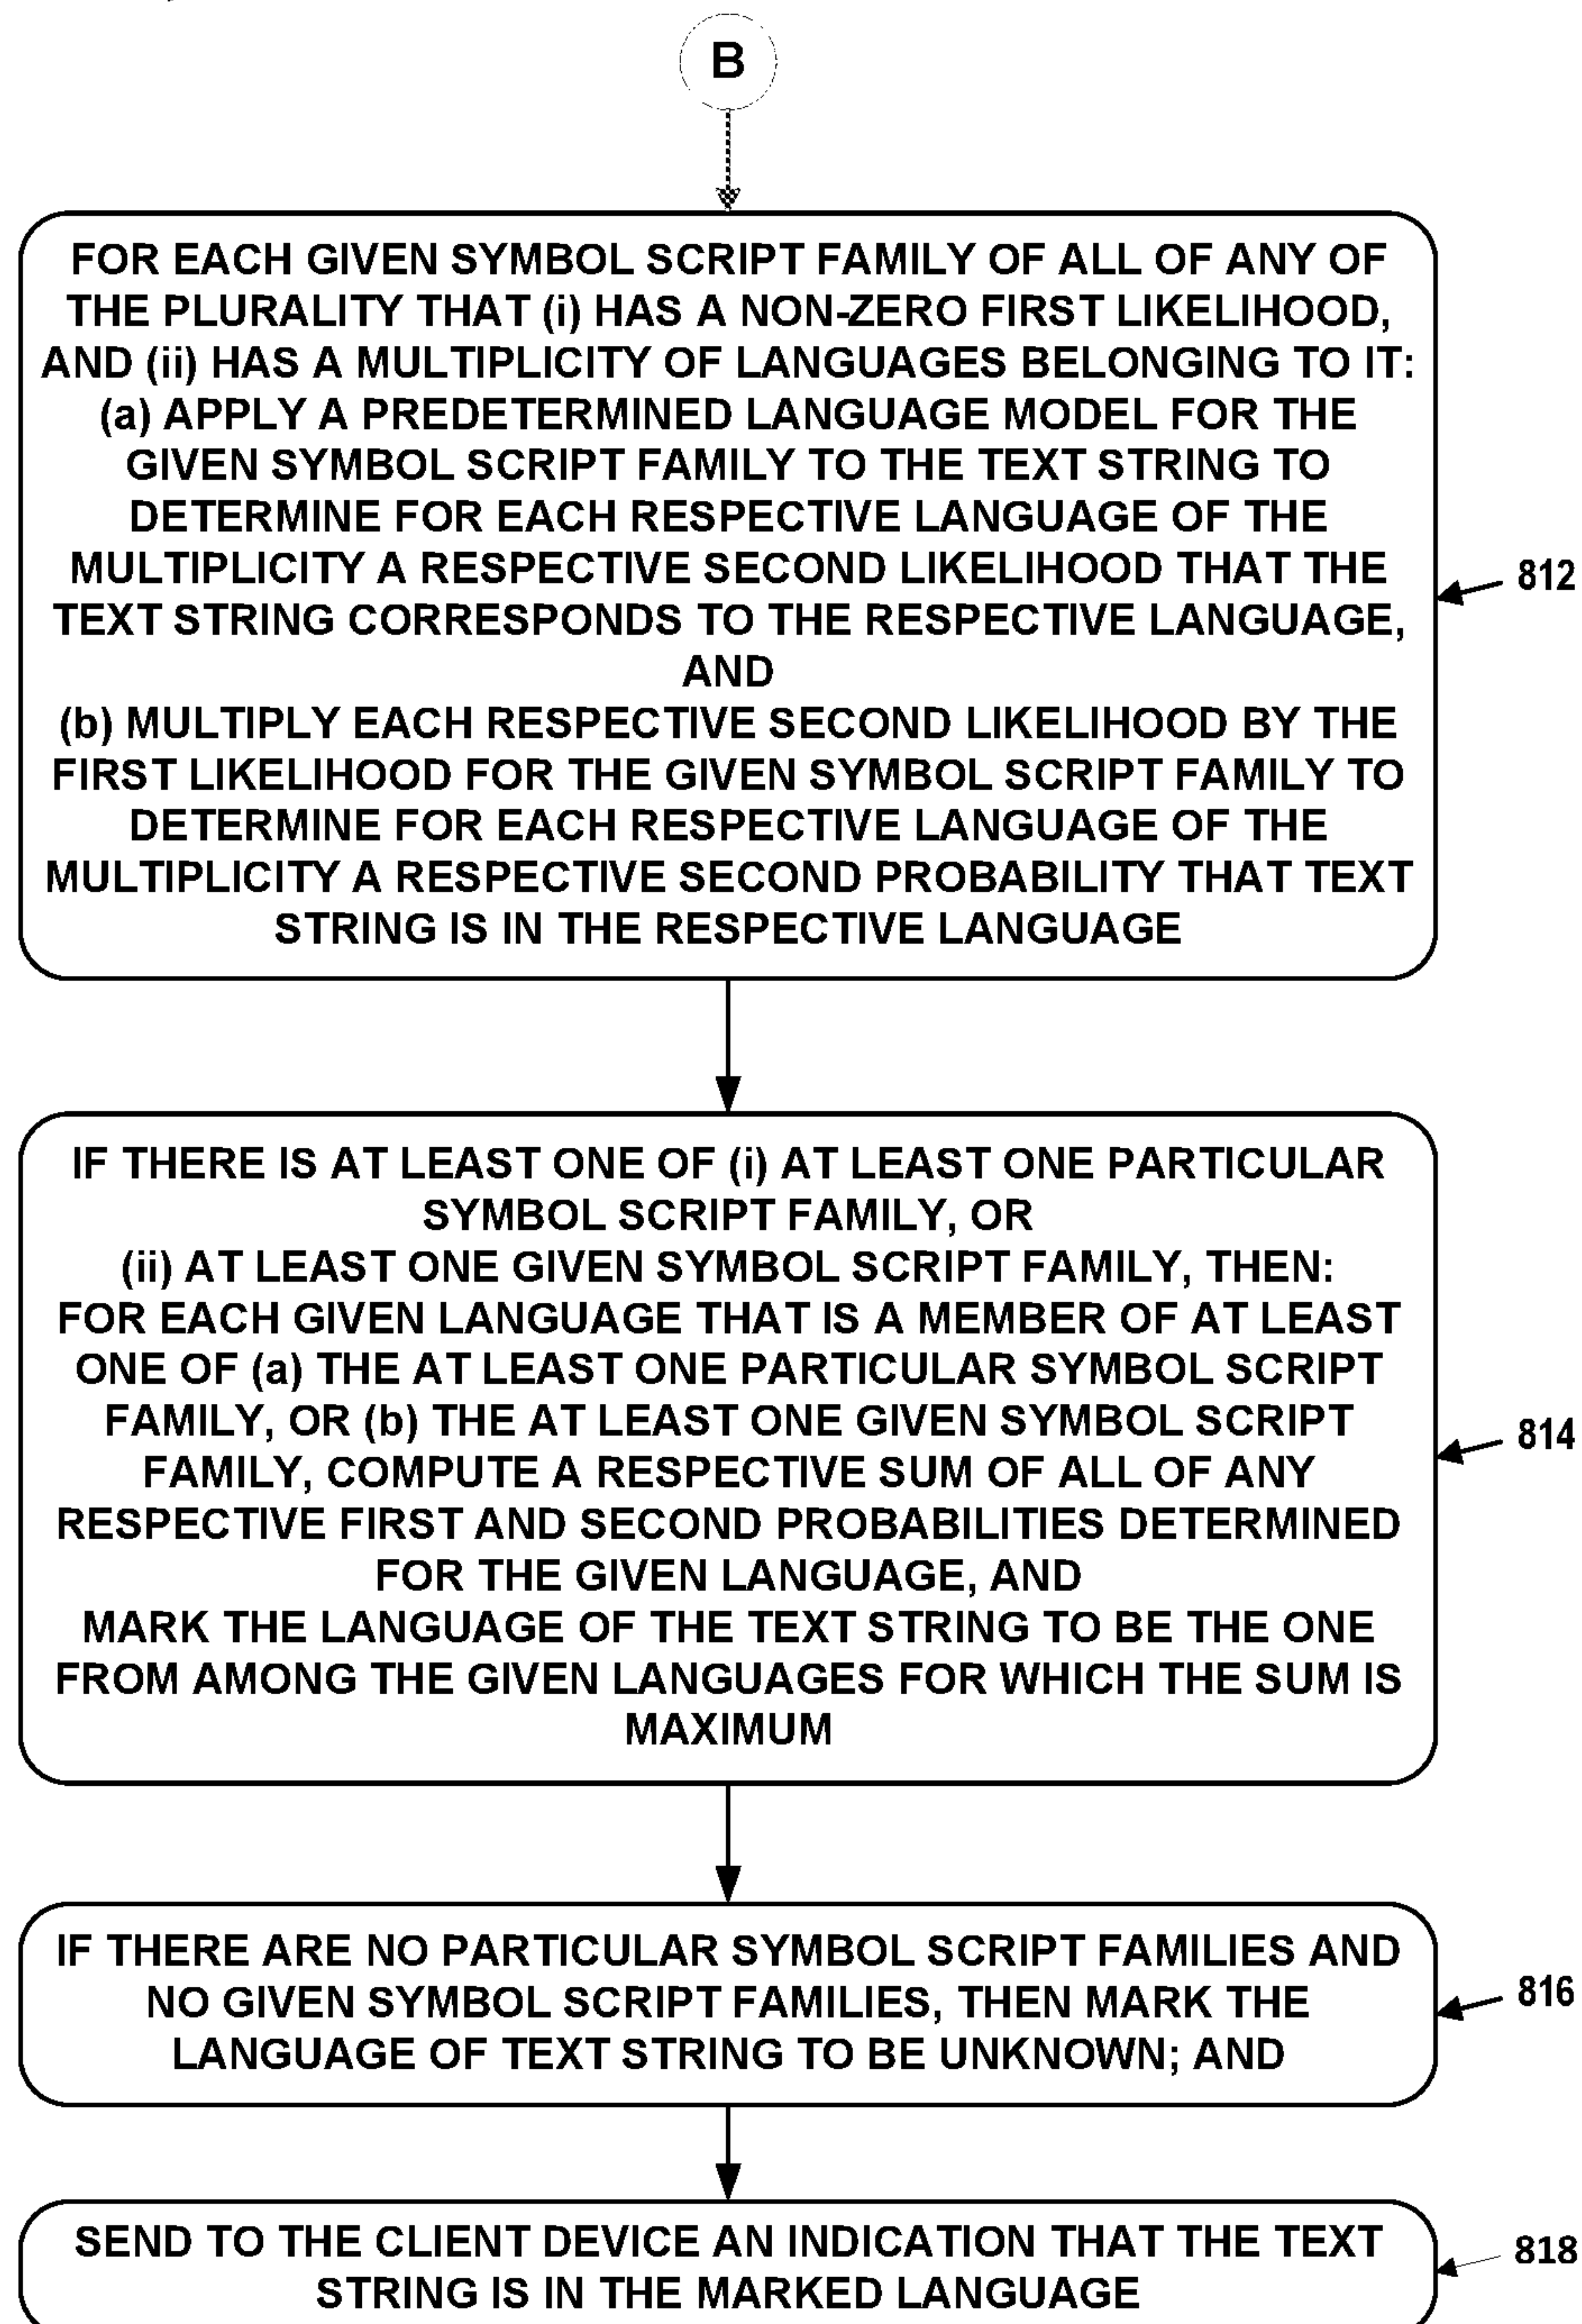 B
FOR EACH GIVEN SYMBOL SCRIPT FAMILY OF ALL OF ANY OF
THE PLURALITY THAT (i) HAS A NON-ZERO FIRST LIKELIHOOD,
AND (ii) HAS A MULTIPLICITY OF LANGUAGES BELONGING TO IT:
(a) APPLY A PREDETERMINED LANGUAGE MODEL FOR THE
GIVEN SYMBOL SCRIPT FAMILY TO THE TEXT STRING TO
DETERMINE FOR EACH RESPECTIVE LANGUAGE OF THE
MULTIPLICITY A RESPECTIVE SECOND LIKELIHOOD THAT THE
TEXT STRING CORRESPONDS TO THE RESPECTIVE LANGUAGE,
AND
(b) MULTIPLY EACH RESPECTIVE SECOND LIKELIHOOD BY THE
FIRST LIKELIHOOD FOR THE GIVEN SYMBOL SCRIPT FAMILY TO
DETERMINE FOR EACH RESPECTIVE LANGUAGE OF THE
MULTIPLICITY A RESPECTIVE SECOND PROBABILITY THAT TEXT
STRING IS IN THE RESPECTIVE LANGUAGE
812
IF THERE IS AT LEAST ONE OF (i) AT LEAST ONE PARTICULAR
SYMBOL SCRIPT FAMILY, OR
(ii) AT LEAST ONE GIVEN SYMBOL SCRIPT FAMILY, THEN:
FOR EACH GIVEN LANGUAGE THAT IS A MEMBER OF AT LEAST
ONE OF (a) THE AT LEAST ONE PARTICULAR SYMBOL SCRIPT
FAMILY, OR (b) THE AT LEAST ONE GIVEN SYMBOL SCRIPT
FAMILY, COMPUTE A RESPECTIVE SUM OF ALL OF ANY
RESPECTIVE FIRST AND SECOND PROBABILITIES DETERMINED
FOR THE GIVEN LANGUAGE, AND
MARK THE LANGUAGE OF THE TEXT STRING TO BE THE ONE
FROM AMONG THE GIVEN LANGUAGES FOR WHICH THE SUM IS
MAXIMUM
814
IF THERE ARE NO PARTICULAR SYMBOL SCRIPT FAMILIES AND
NO GIVEN SYMBOL SCRIPT FAMILIES, THEN MARK THE
LANGUAGE OF TEXT STRING TO BE UNKNOWN; AND
816
SEND TO THE CLIENT DEVICE AN INDICATION THAT THE TEXT
STRING IS IN THE MARKED LANGUAGE
818